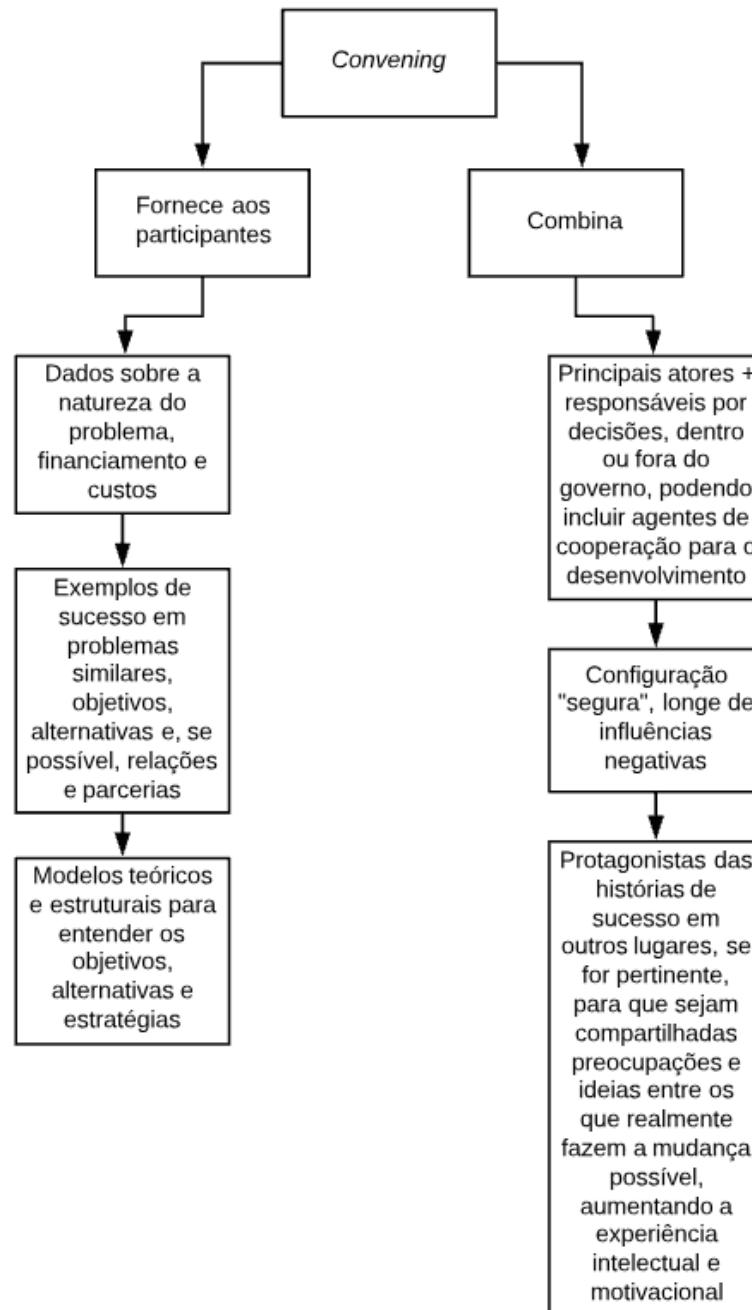 Convening
Fornece aos
participantes
Combina
Dados sobre a
natureza do
problema,
financiamento e
custos
Exemplos de
sucesso em
problemas
similares,
objetivos,
alternativas e, se
possível, relações
e parcerias
Modelos teóricos
e estruturais para
entender os
objetivos,
alternativas e
estratégias
Principais atores +
responsáveis por
decisões, dentro
ou fora do
governo, podendo
incluir agentes de
cooperação para o
desenvolvimento
Configuração
"segura", longe de
influências
negativas
Protagonistas das
histórias de
sucesso em
outros lugares, se
for pertinente,
para que sejam
compartilhadas
preocupações e
ideias entre os
que realmente
fazem a mudança
possível,
aumentando a
experiência
intelectual e
motivacional